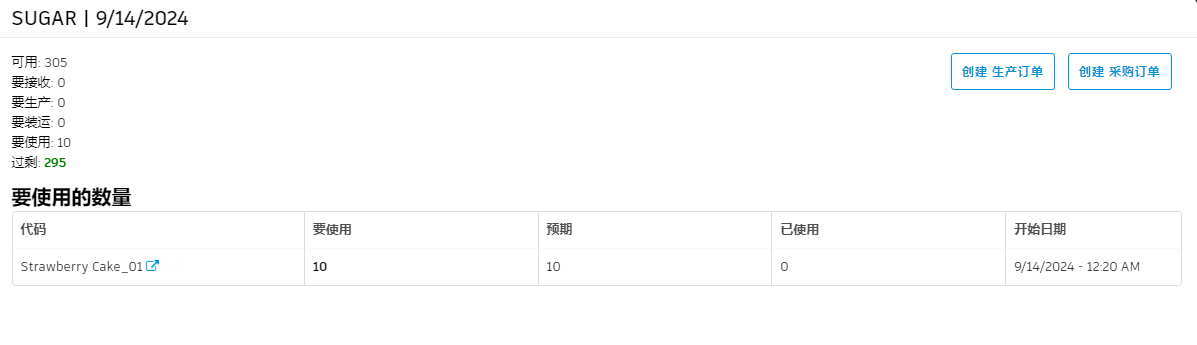 SUGAR | 9/14/2024
可用: 305
创建 生产订单
创建 采购订单
要接收: 0
要生产: 0
要装运: 0
要使用: 10
过剩: 295
要使用的数量
代码 要使用 预期 已使用 开始日期
Strawberry Cake_01 10 10 0 9/14/2024 - 12:20 AM